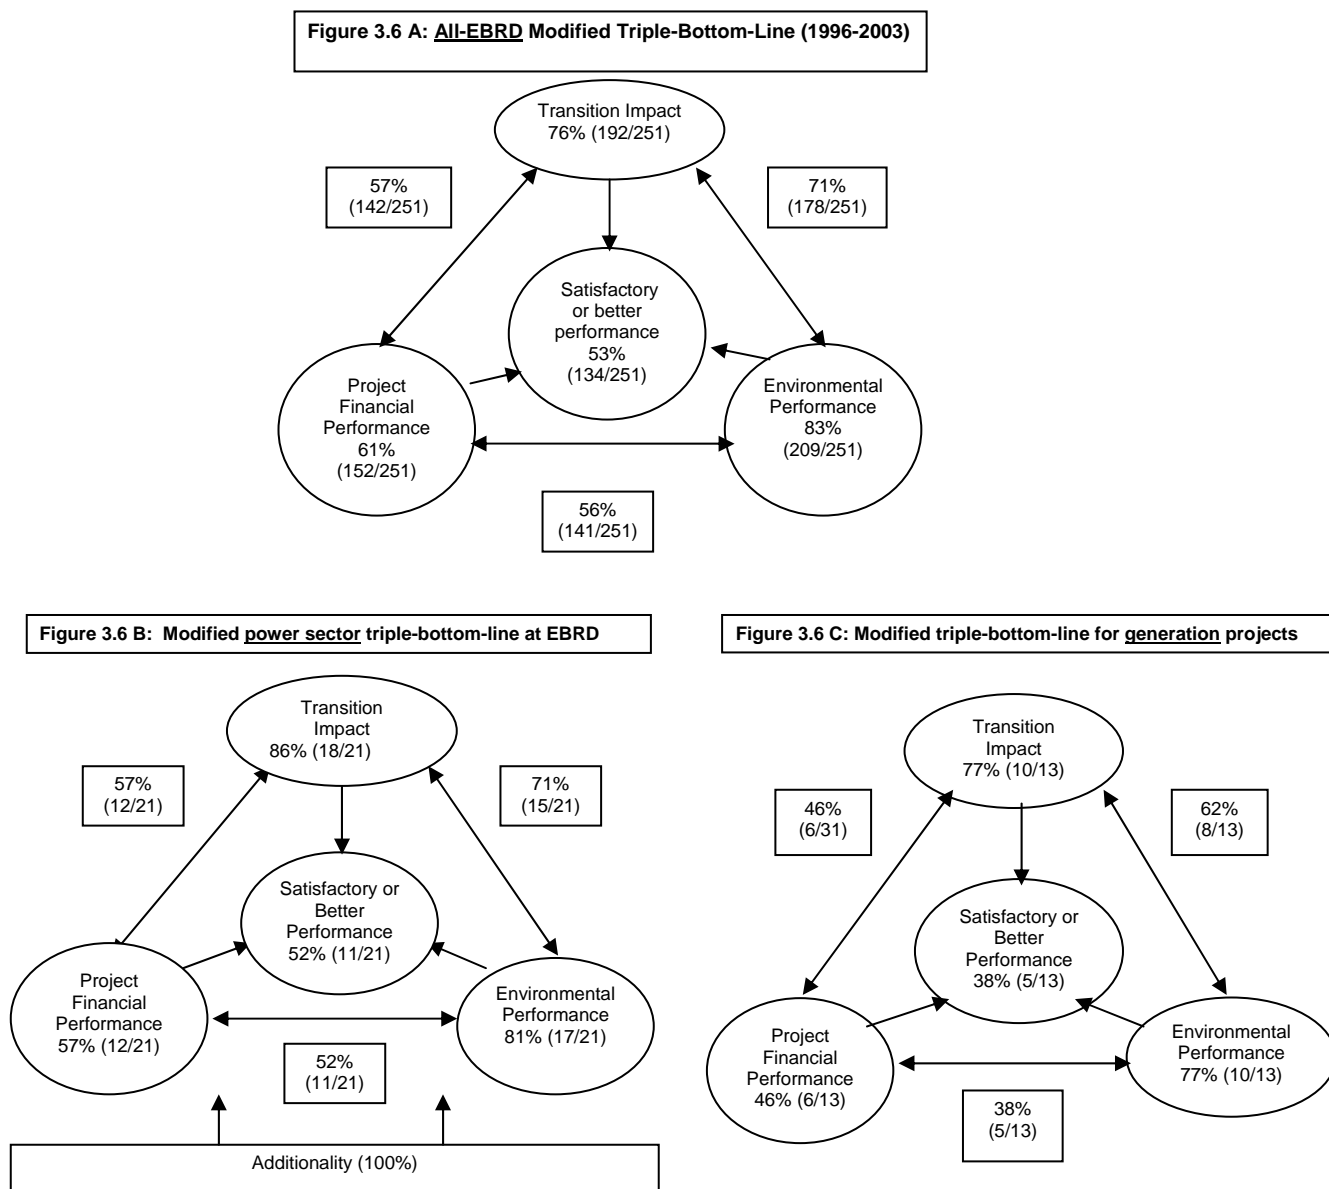 Figure 3.6 A: All-EBRD Modified Triple-Bottom-Line (1996-2003)
Transition Impact
76% (192/251)
57%
(142/251)
71%
(178/251)
Satisfactory
or better
performance
53%
(134/251)
Project
Financial
Performance
61%
(152/251)
Environmental
Performance
83%
(209/251)
56%
(141/251)
Figure 3.6 B: Modified power sector triple-bottom-line at EBRD
Transition
Impact
86% (18/21)
57%
(12/21)
71%
(15/21)
Satisfactory or
Better
Performance
52% (11/21)
Project
Financial
Performance
57% (12/21)
Environmental
Performance
81% (17/21)
52%
(11/21)
Additionality (100%)
Figure 3.6 C: Modified triple-bottom-line for generation projects
Transition
Impact
77% (10/13)
46%
(6/31)
62%
(8/13)
Satisfactory or
Better
Performance
38% (5/13)
Project
Financial
Performance
46% (6/13)
Environmental
Performance
77% (10/13)
38%
(5/13)